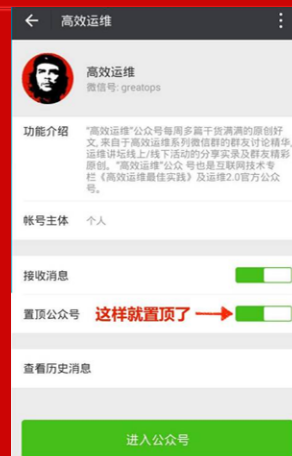 高效运维
高效运维
微信号: greatops
功能介绍
“高效运维”公众号每周多篇干货满满的原创好
文,来自于高效运维系列微信群的群友讨论精华,
运维讲坛线上/线下活动的分享实录及群友精彩
原创。“高效运维”公众 号也是互联网技术专
栏《高效运维最佳实践》及运维2.0官方公众
号。
帐号主体 个人
接收消息
置顶公众号 这样就置顶了
查看历史消息
进入公众号